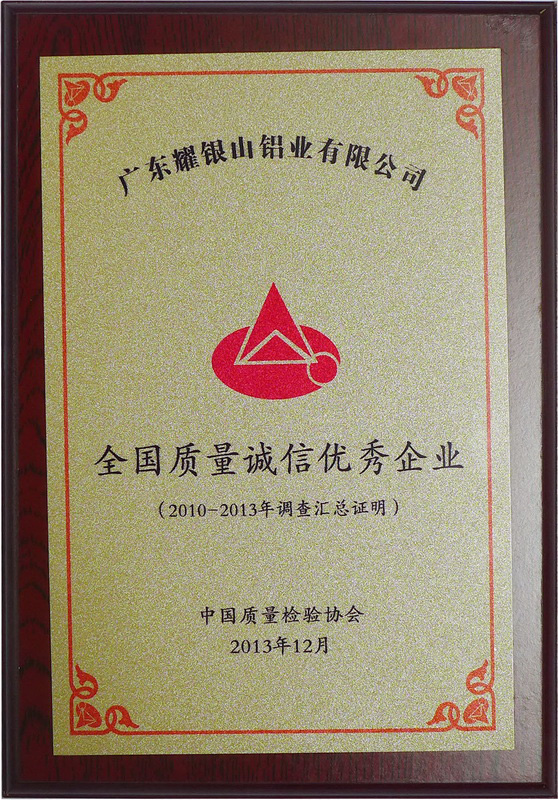 广东耀银山铝业有限公司
全国质量诚信优秀企业
（2010-2013年调查汇总证明）
中国质量检验协会
2013年12月